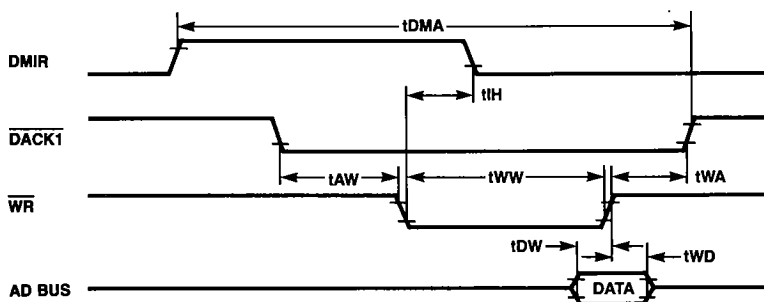 tDMA
DMIR
tIH
DACK1
tAW
tWW
tWA
WR
tDW
tWD
AD BUS
DATA